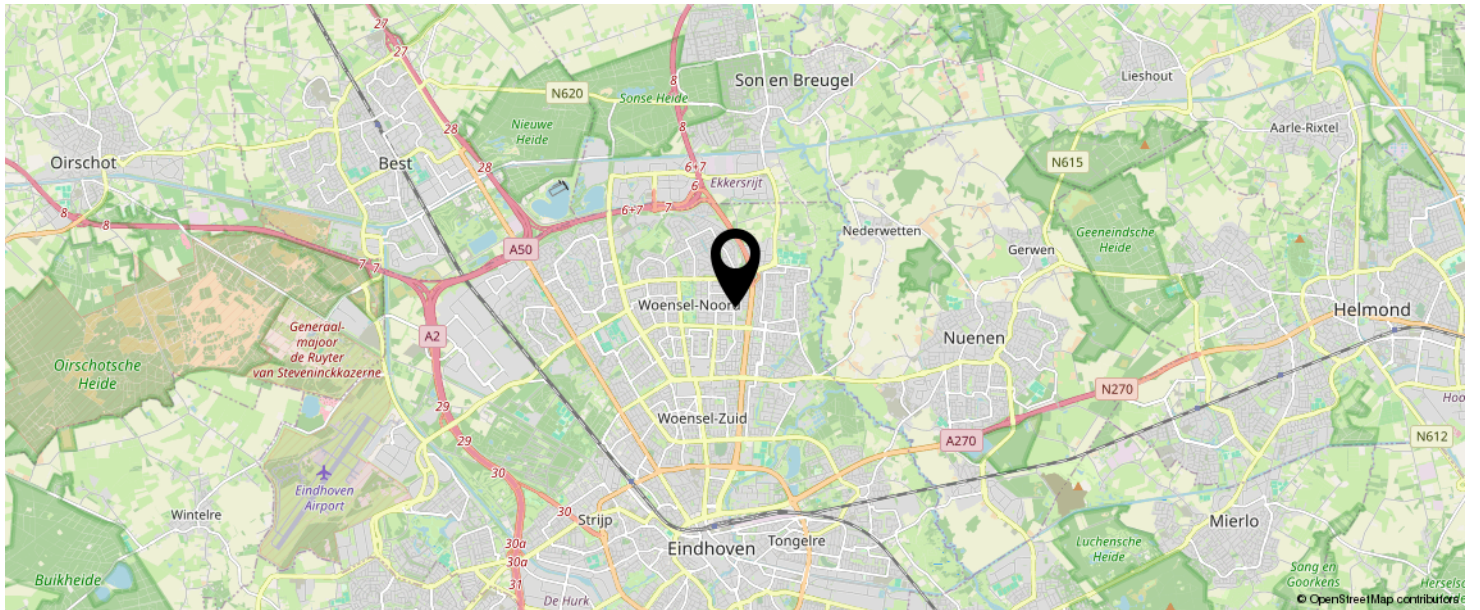 27
27
Son en Breugel
Lieshout
8
N620
Sonse Heide
Nieuwe
Heide
28
8
Aarle-Rixtel
Oirschot
Best
28
N615
6+7
6
Ekkersrijt
8
8
6+7
7
Nederwetten
Geeneindsche
Heide
A50
Gerwen
7
7
Woensel-Noord
Helmond
Generaal-
majoor
de Ruyter
van Steveninckkazerne
A2
Nuenen
Oirschotsche
Heide
29
N270
Hoo
Woensel-Zuid
29
A270
N612
30
Eindhoven
Airport
30
Wintelre
Strijp
Mierlo
30a
30a
Eindhoven
Tongelre
Luchensche
Heide
31
Buikheide
De Hurk
Sang en
Goorkens
Herselse
© OpenStreetMap contributors